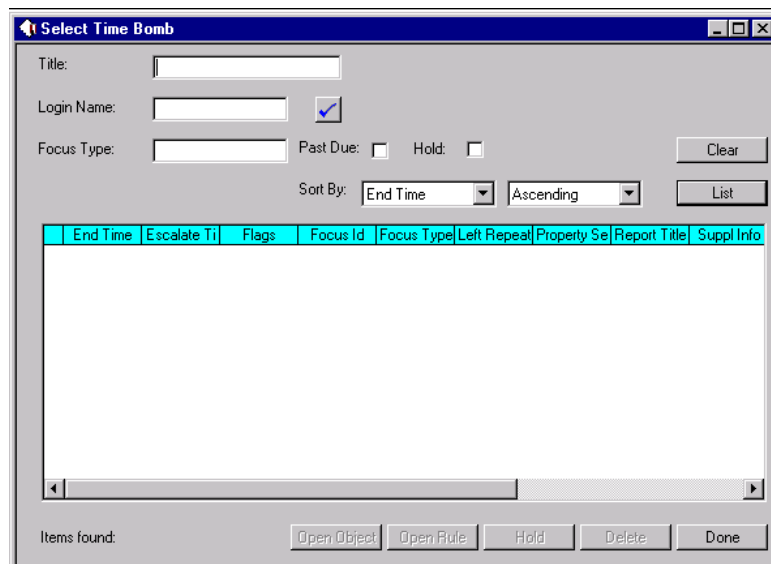 Select Time Bomb
Title:
Login Name:
Focus Type:
Past Due:
Hold:
Clear
Sort By:
End Time
Ascending
List
End Time Escalate Ti Flags Focus Id Focus Type Left Repeat Property Se Report Title Suppl Info
Items found:
Open Object
Open Rule
Hold
Delete
Done